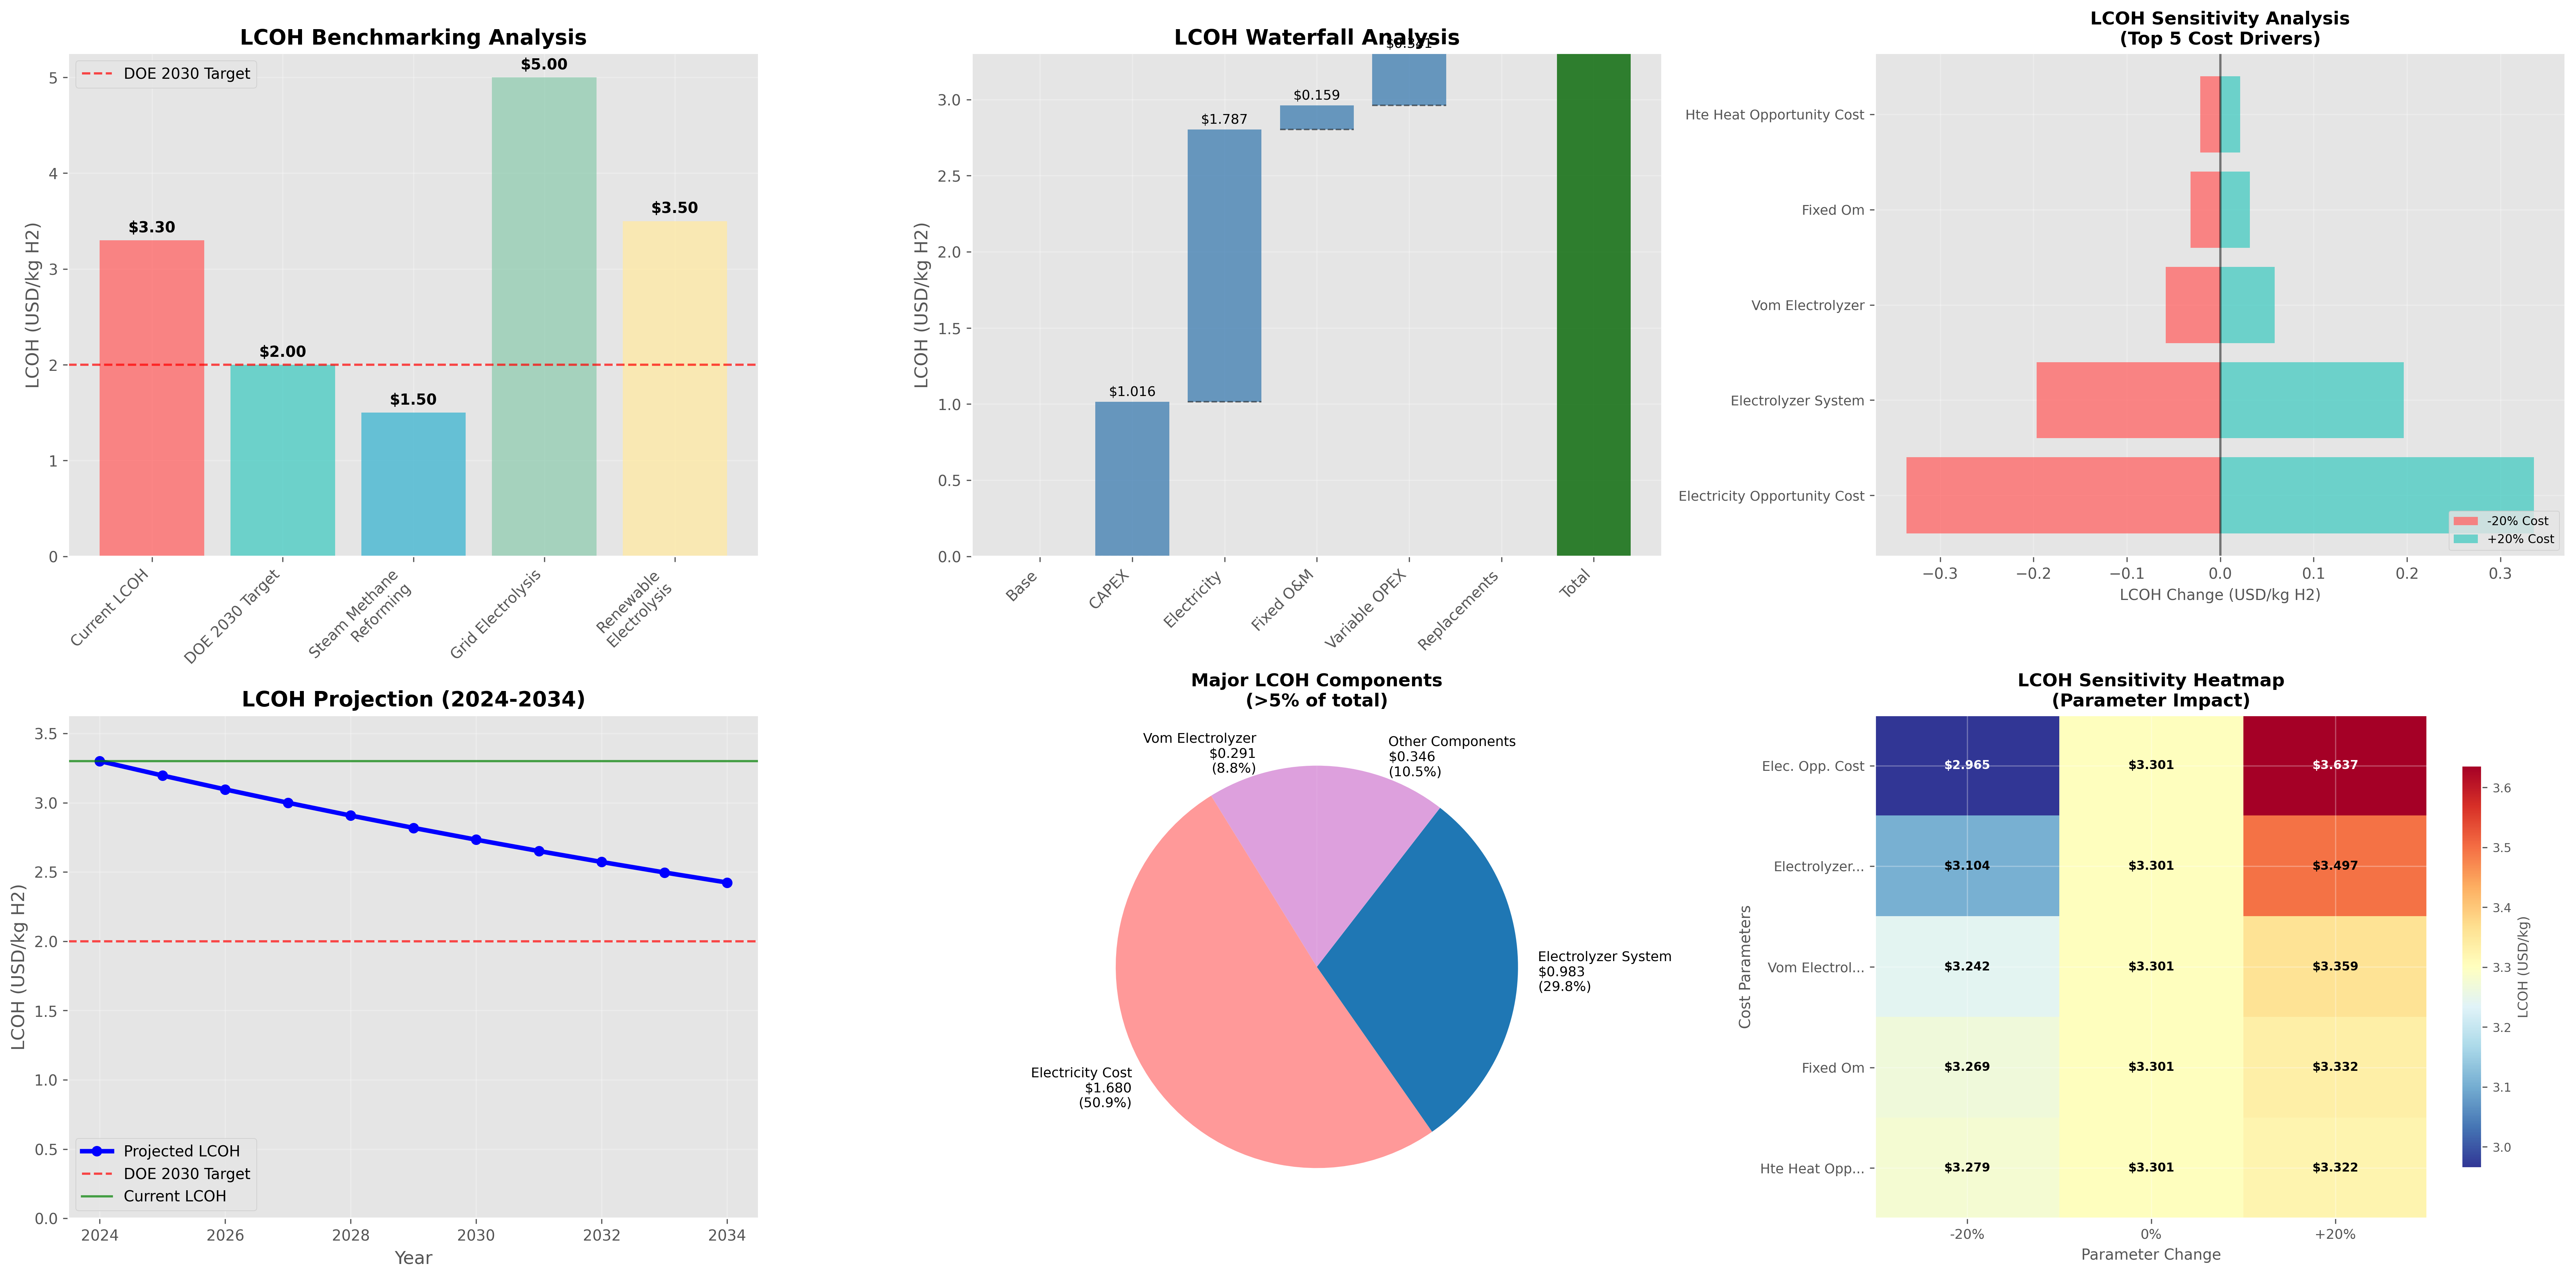 LCOH Benchmarking Analysis
DOE 2030 Target
LCOH (USD/kg H2)
5
4
3
2
1
0
$3.30
$2.00
$1.50
$5.00
$3.50
Current LCOH
DOE 2030 Target
Steam Methane
Reforming
Grid Electrolysis
Renewable
Electrolysis
LCOH Waterfall Analysis
LCOH (USD/kg H2)
3.0
2.5
2.0
1.5
1.0
0.5
0.0
$1.016
$1.787
$0.159
Base
CAPEX
Electricity
Fixed O&M
Variable OPEX
Replacements
Total
LCOH Sensitivity Analysis
(Top 5 Cost Drivers)
Hte Heat Opportunity Cost
Fixed Om
Vom Electrolyzer
Electrolyzer System
Electricity Opportunity Cost
-20% Cost
+20% Cost
−0.3
−0.2
−0.1
0.0
0.1
0.2
0.3
LCOH Change (USD/kg H2)
LCOH Projection (2024-2034)
LCOH (USD/kg H2)
3.5
3.0
2.5
2.0
1.5
1.0
0.5
0.0
Projected LCOH
DOE 2030 Target
Current LCOH
2024
2026
2028
2030
2032
2034
Year
Major LCOH Components
(>5% of total)
Vom Electrolyzer
$0.291
(8.8%)
Other Components
$0.346
(10.5%)
Electrolyzer System
$0.983
(29.8%)
Electricity Cost
$1.680
(50.9%)
LCOH Sensitivity Heatmap
(Parameter Impact)
Cost Parameters
Elec. Opp. Cost
$2.965
$3.301
$3.637
Electrolyzer...
$3.104
$3.301
$3.497
Vom Electrol...
$3.242
$3.301
$3.359
Fixed Om
$3.269
$3.301
$3.332
Hte Heat Opp...
$3.279
$3.301
$3.322
-20%
0%
+20%
Parameter Change
3.6
3.5
3.4
3.3
3.2
3.1
3.0
LCOH (USD/kg)